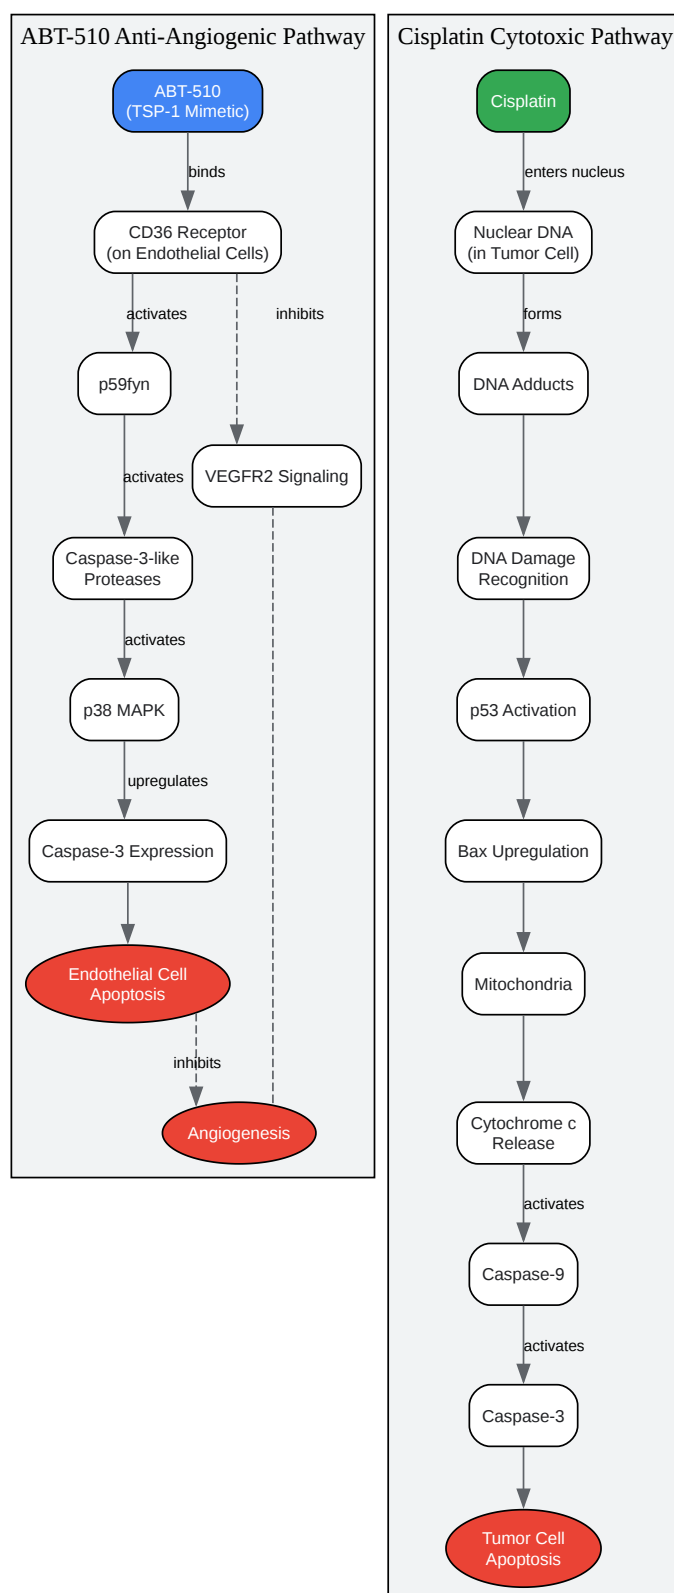 ABT-510 Anti-Angiogenic Pathway
ABT-510
(TSP-1 Mimetic)
binds
CD36 Receptor
(on Endothelial Cells)
activates
inhibits
p59fyn
VEGFR2 Signaling
activates
Caspase-3-like
Proteases
activates
p38 MAPK
upregulates
Caspase-3 Expression
Endothelial Cell
Apoptosis
inhibits
Angiogenesis
Cisplatin Cytotoxic Pathway
Cisplatin
enters nucleus
Nuclear DNA
(in Tumor Cell)
forms
DNA Adducts
DNA Damage
Recognition
p53 Activation
Bax Upregulation
Mitochondria
Cytochrome c
Release
activates
Caspase-9
activates
Caspase-3
Tumor Cell
Apoptosis